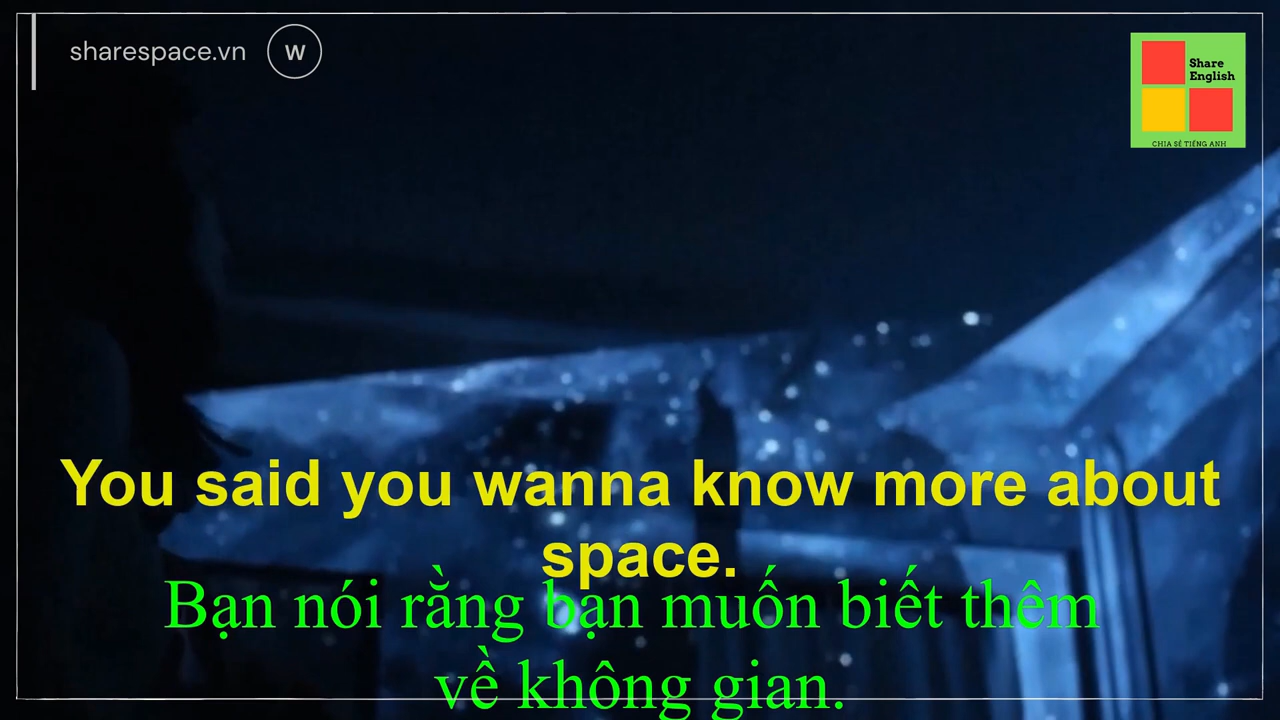 sharespace.vn W
Share
English
CHIA SẺ TIẾNG ANH
You said you wanna know more about
space.
Bạn nói rằng bạn muốn biết thêm
về không gian.